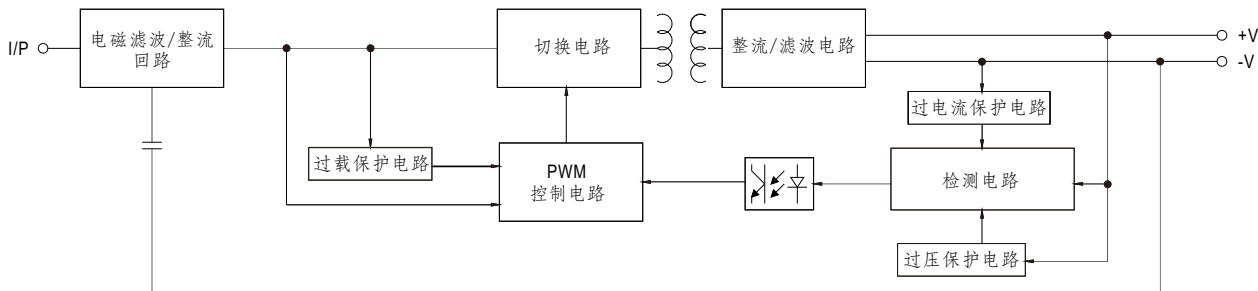 I/P
电磁滤波/整流
回路
切换电路
整流/滤波电路
+V
-V
过电流保护电路
过载保护电路
PWM
控制电路
检测电路
过压保护电路